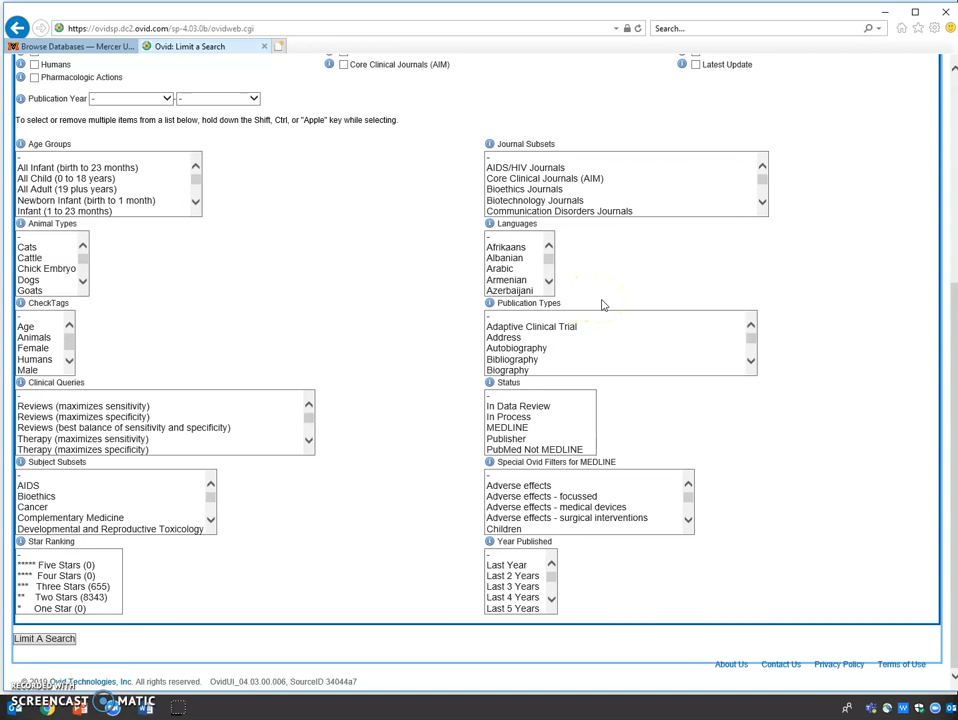 https://ovidsp.dc2.ovid.com/sp-4.03.0b/ovidweb.cgi
Search...
Browse Databases — Mercer U...
Ovid: Limit a Search
Humans
Core Clinical Journals (AIM)
Latest Update
Pharmacologic Actions
Publication Year - -
To select or remove multiple items from a list below, hold down the Shift, Ctrl, or "Apple" key while selecting.
Age Groups
-
All Infant (birth to 23 months)
All Child (0 to 18 years)
All Adult (19 plus years)
Newborn Infant (birth to 1 month)
Infant (1 to 23 months)
Journal Subsets
-
AIDS/HIV Journals
Core Clinical Journals (AIM)
Bioethics Journals
Biotechnology Journals
Communication Disorders Journals
Animal Types
-
Cats
Cattle
Chick Embryo
Dogs
Goats
Languages
-
Afrikaans
Albanian
Arabic
Armenian
Azerbaijani
CheckTags
-
Age
Animals
Female
Humans
Male
Publication Types
-
Adaptive Clinical Trial
Address
Autobiography
Bibliography
Biography
Clinical Queries
-
Reviews (maximizes sensitivity)
Reviews (maximizes specificity)
Reviews (best balance of sensitivity and specificity)
Therapy (maximizes sensitivity)
Therapy (maximizes specificity)
Status
-
In Data Review
In Process
MEDLINE
Publisher
PubMed Not MEDLINE
Subject Subsets
-
AIDS
Bioethics
Cancer
Complementary Medicine
Developmental and Reproductive Toxicology
Special Ovid Filters for MEDLINE
-
Adverse effects
Adverse effects - focussed
Adverse effects - medical devices
Adverse effects - surgical interventions
Children
Star Ranking
-
***** Five Stars (0)
**** Four Stars (0)
*** Three Stars (655)
** Two Stars (8343)
* One Star (0)
Year Published
-
Last Year
Last 2 Years
Last 3 Years
Last 4 Years
Last 5 Years
Limit A Search
About Us
Contact Us
Privacy Policy
Terms of Use
© 2019 Ovid Technologies, Inc. All rights reserved. OvidUI_04.03.00.006, SourceID 34044a7
RECORDED WITH
SCREENCAST MATIC